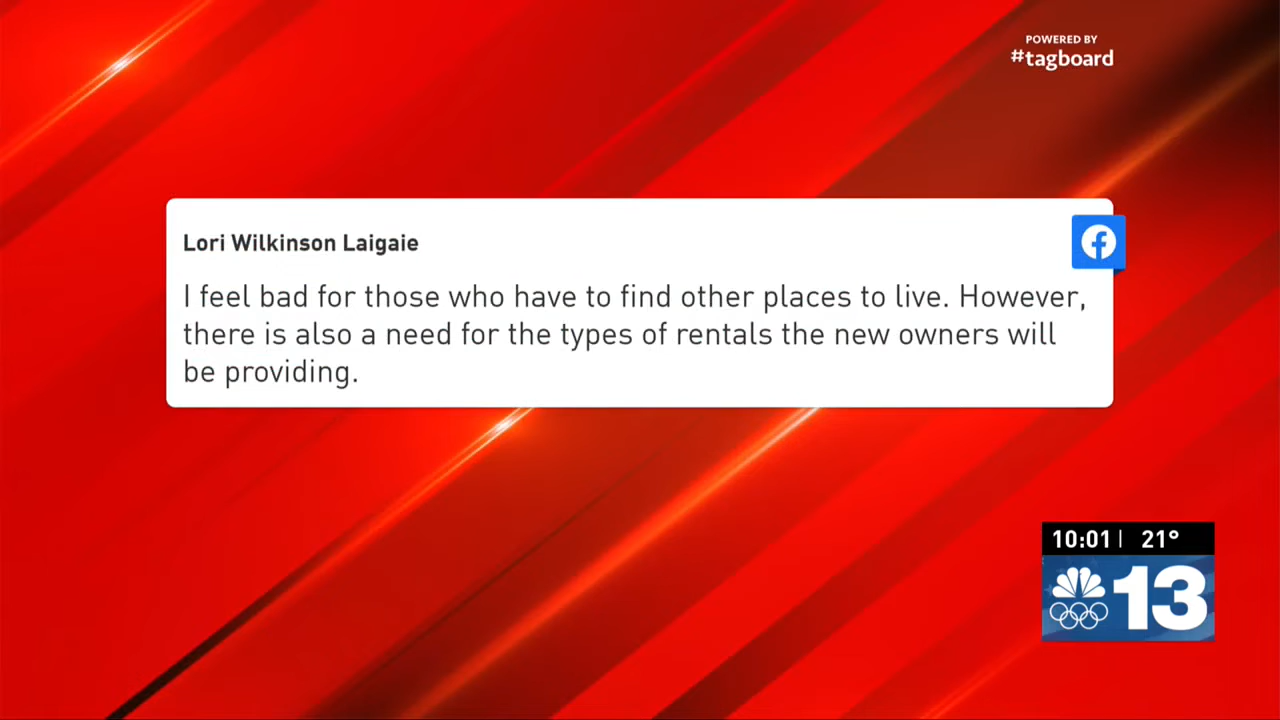 POWERED BY
#tagboard
Lori Wilkinson Laigaie
I feel bad for those who have to find other places to live. However,
there is also a need for the types of rentals the new owners will
be providing.
10:01 21°
13